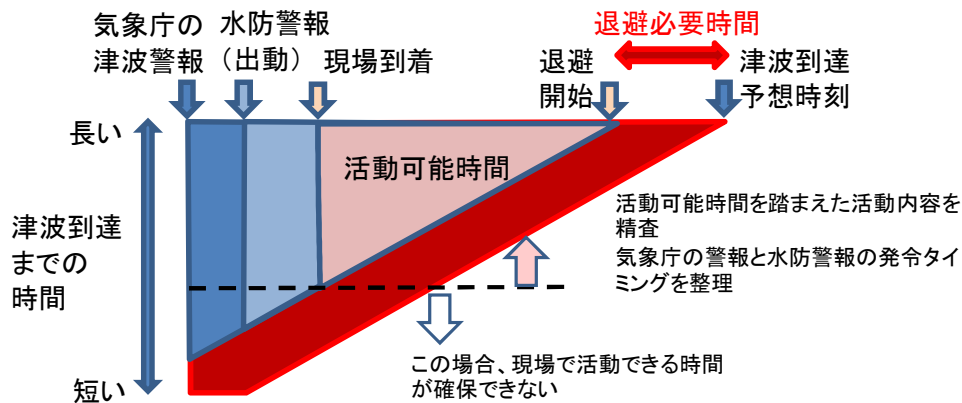 気象庁の
津波警報
水防警報
（出動）
現場到着
退避
開始
退避必要時間
津波到達
予想時刻
長い
活動可能時間
津波到達
までの
時間
活動可能時間を踏まえた活動内容を
精査
気象庁の警報と水防警報の発令タイ
ミングを整理
この場合、現場で活動できる時間
が確保できない
短い